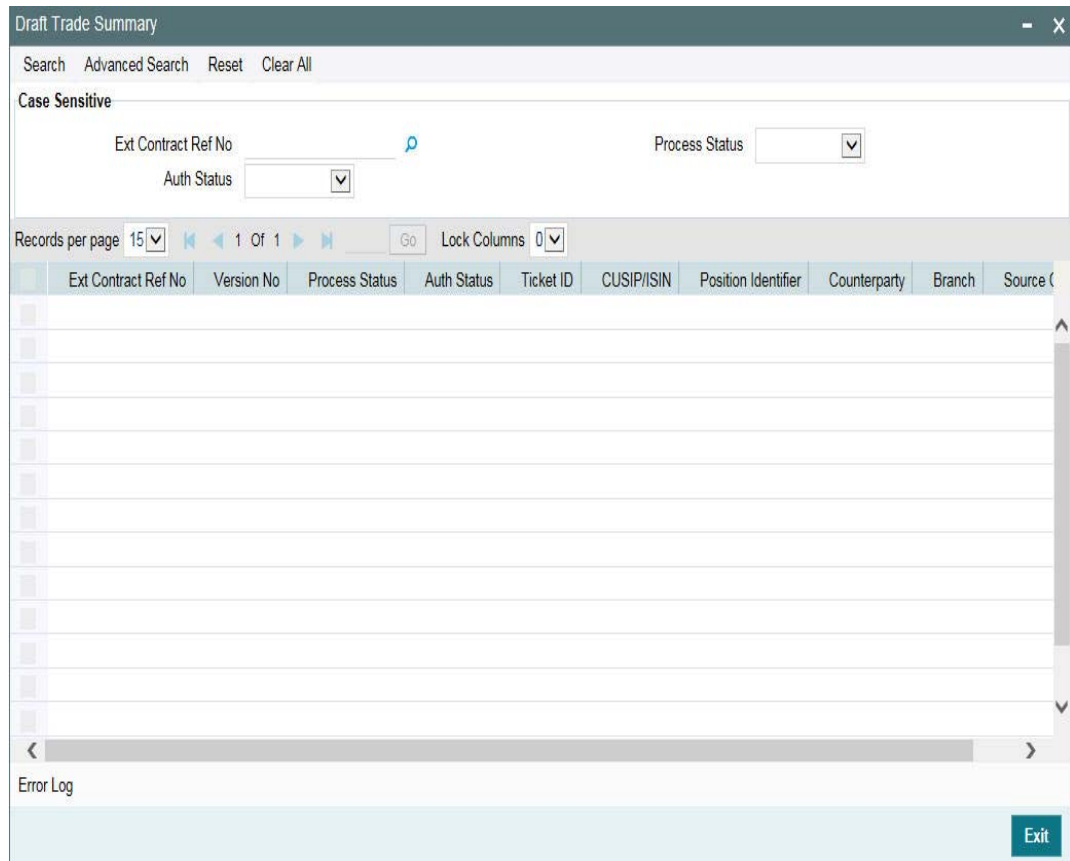 Draft Trade Summary
Search Advanced Search Reset Clear All
Case Sensitive
Ext Contract Ref No Process Status
Auth Status
Records per page 15 1 Of 1 Go Lock Columns 0
Ext Contract Ref No Version No Process Status Auth Status Ticket ID CUSIP/ISIN Position Identifier Counterparty Branch Source
Error Log
Exit